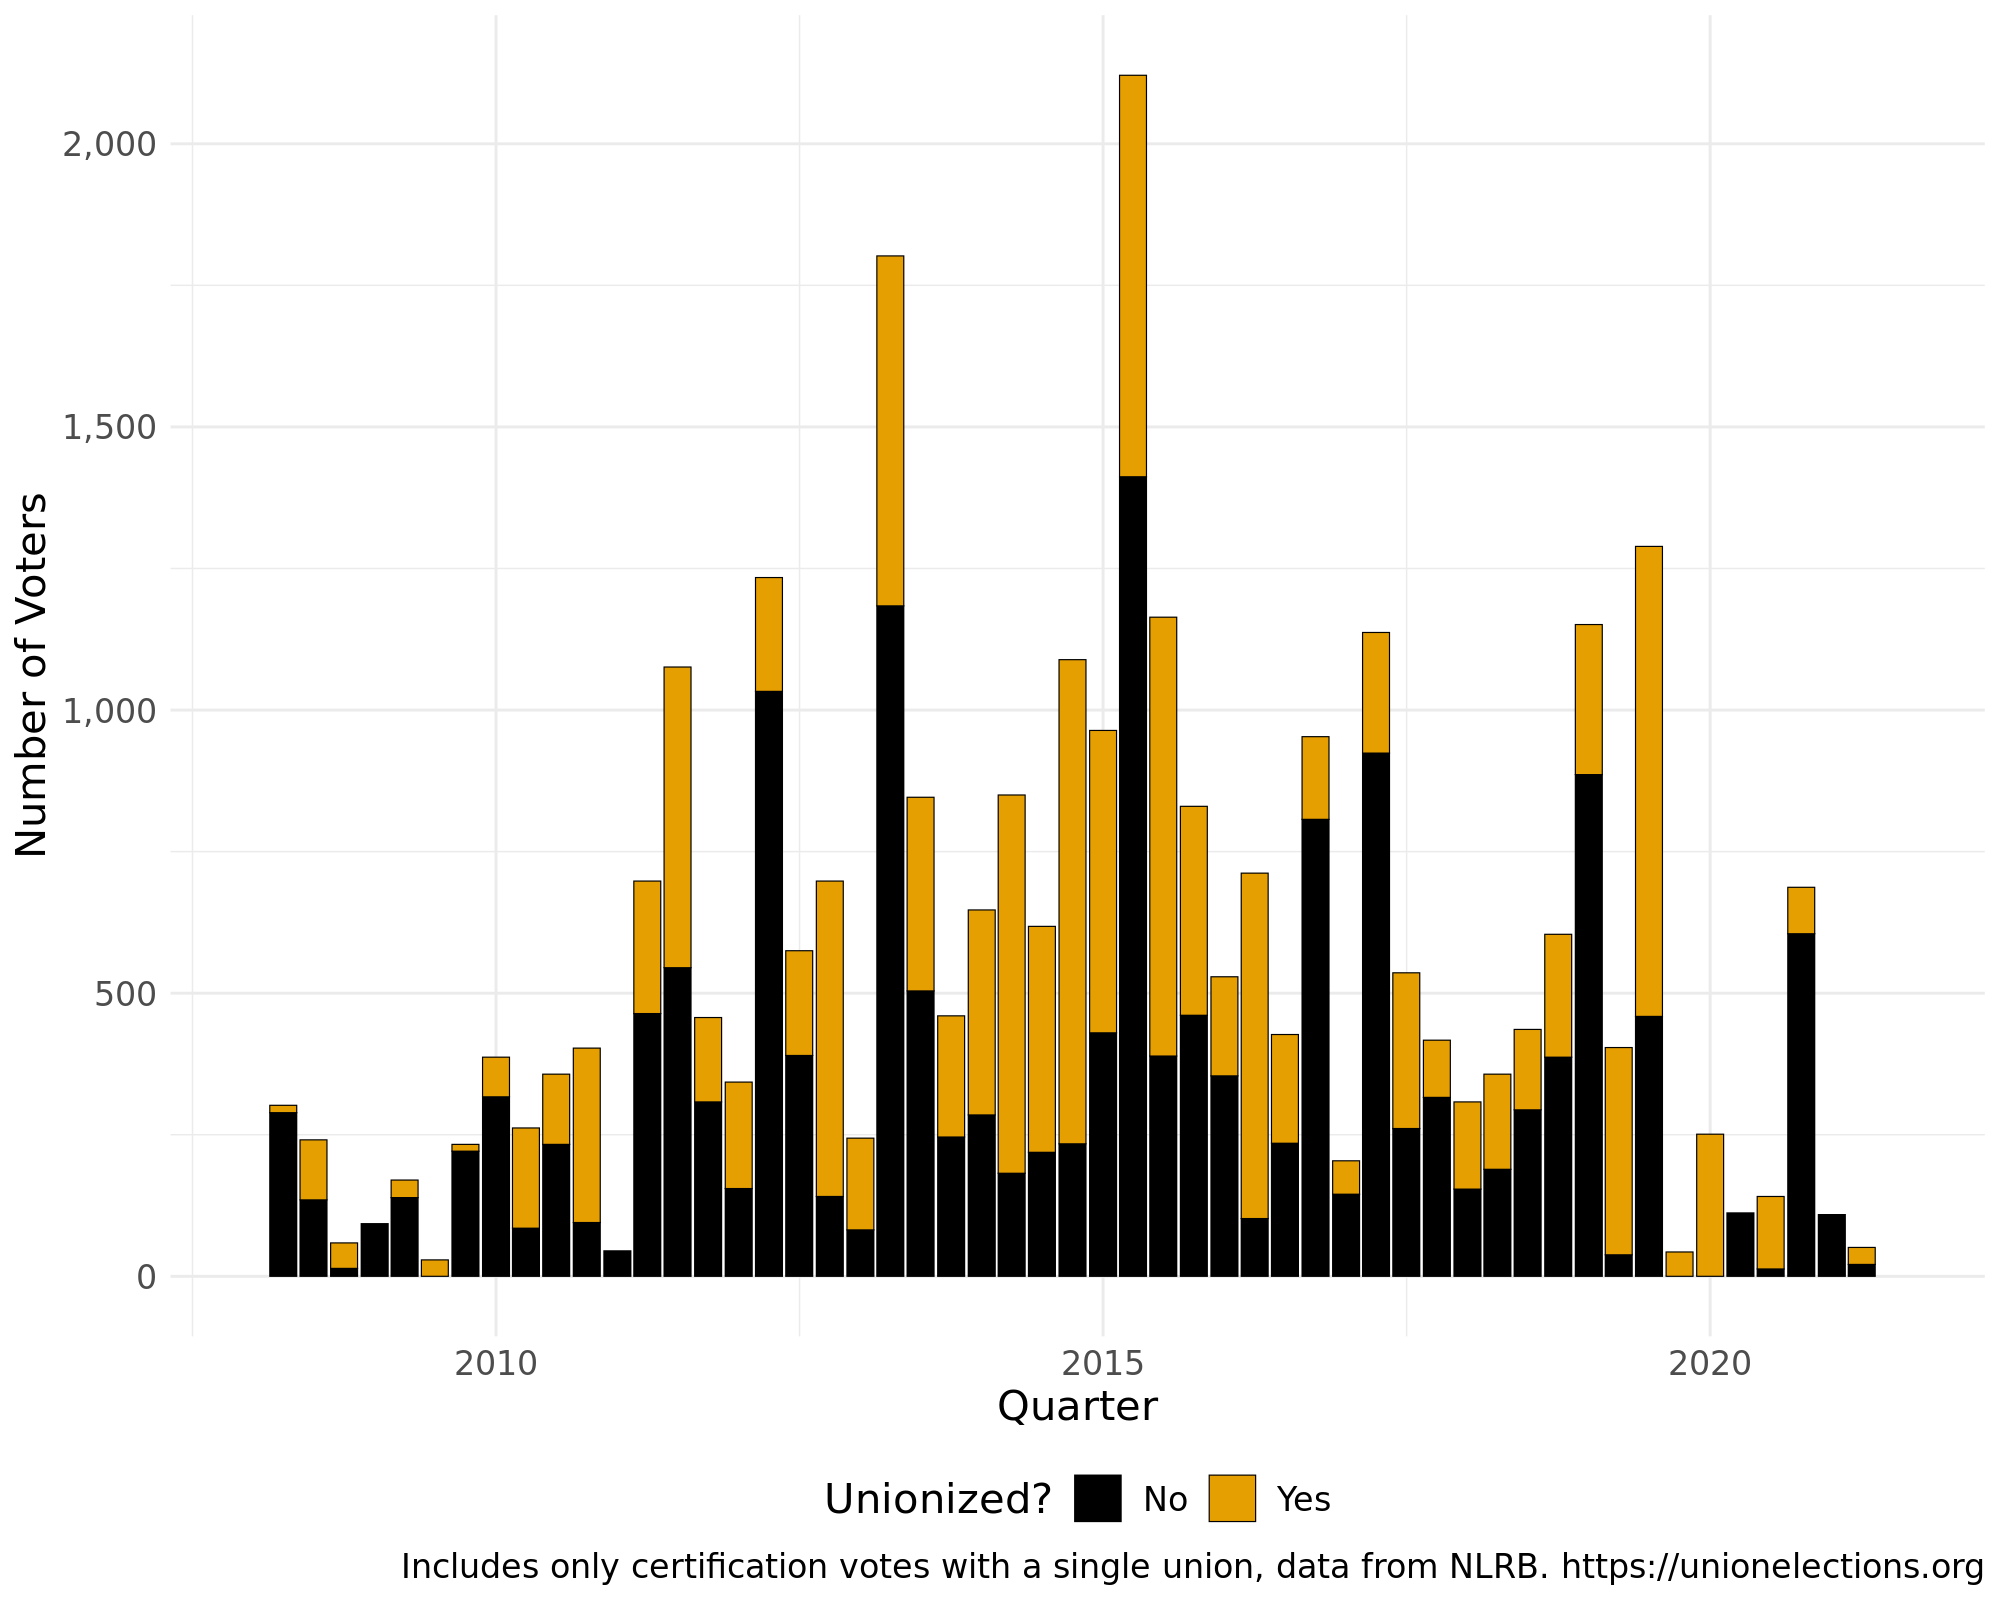 2,000
1,500
1,000
500
0
Number of Voters
2010 2015 2020
Quarter
Unionized? No Yes
Includes only certification votes with a single union, data from NLRB. https://unionelections.org